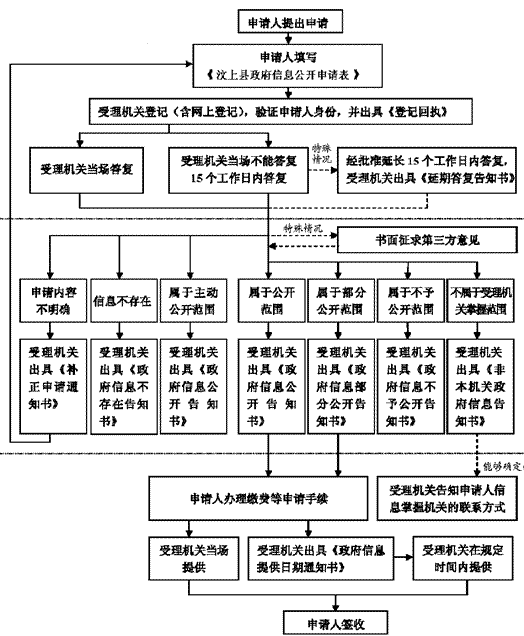 申请人提出申请
申请人填写
《汶上县政府信息公开申请表》
受理机关登记（含网上登记），验证申请人身份，并出具《登记回执》
受理机关当场答复
受理机关当场不能答复
15个工作日内答复
特殊
情况
经批准延长15个工作日内答复，
受理机关出具《延期答复告知书》
特殊情况
书面征求第三方意见
申请内容
不明确
信息不存在
属于主动
公开范围
属于公开
范围
属于部分
公开范围
属于不予
公开范围
不属于受理机
关掌握范围
受理机关
出具《补
正申请通
知书》
受理机关
出具《政
府信息不
存在告知
书》
受理机关
出具《政
府信息公
开告知
书》
受理机关
出具《政
府信息公
开告知
书》
受理机关
出具《政
府信息部
分公开告
知书》
受理机关
出具《政
府信息不
予公开告
知书》
受理机关
出具《非
本机关政
府信息告
知书》
能够确定
申请人办理缴费等申请手续
受理机关告知申请人信
息掌握机关的联系方式
受理机关当场
提供
受理机关出具《政府信息
提供日期通知书》
受理机关在规定
时间内提供
申请人签收